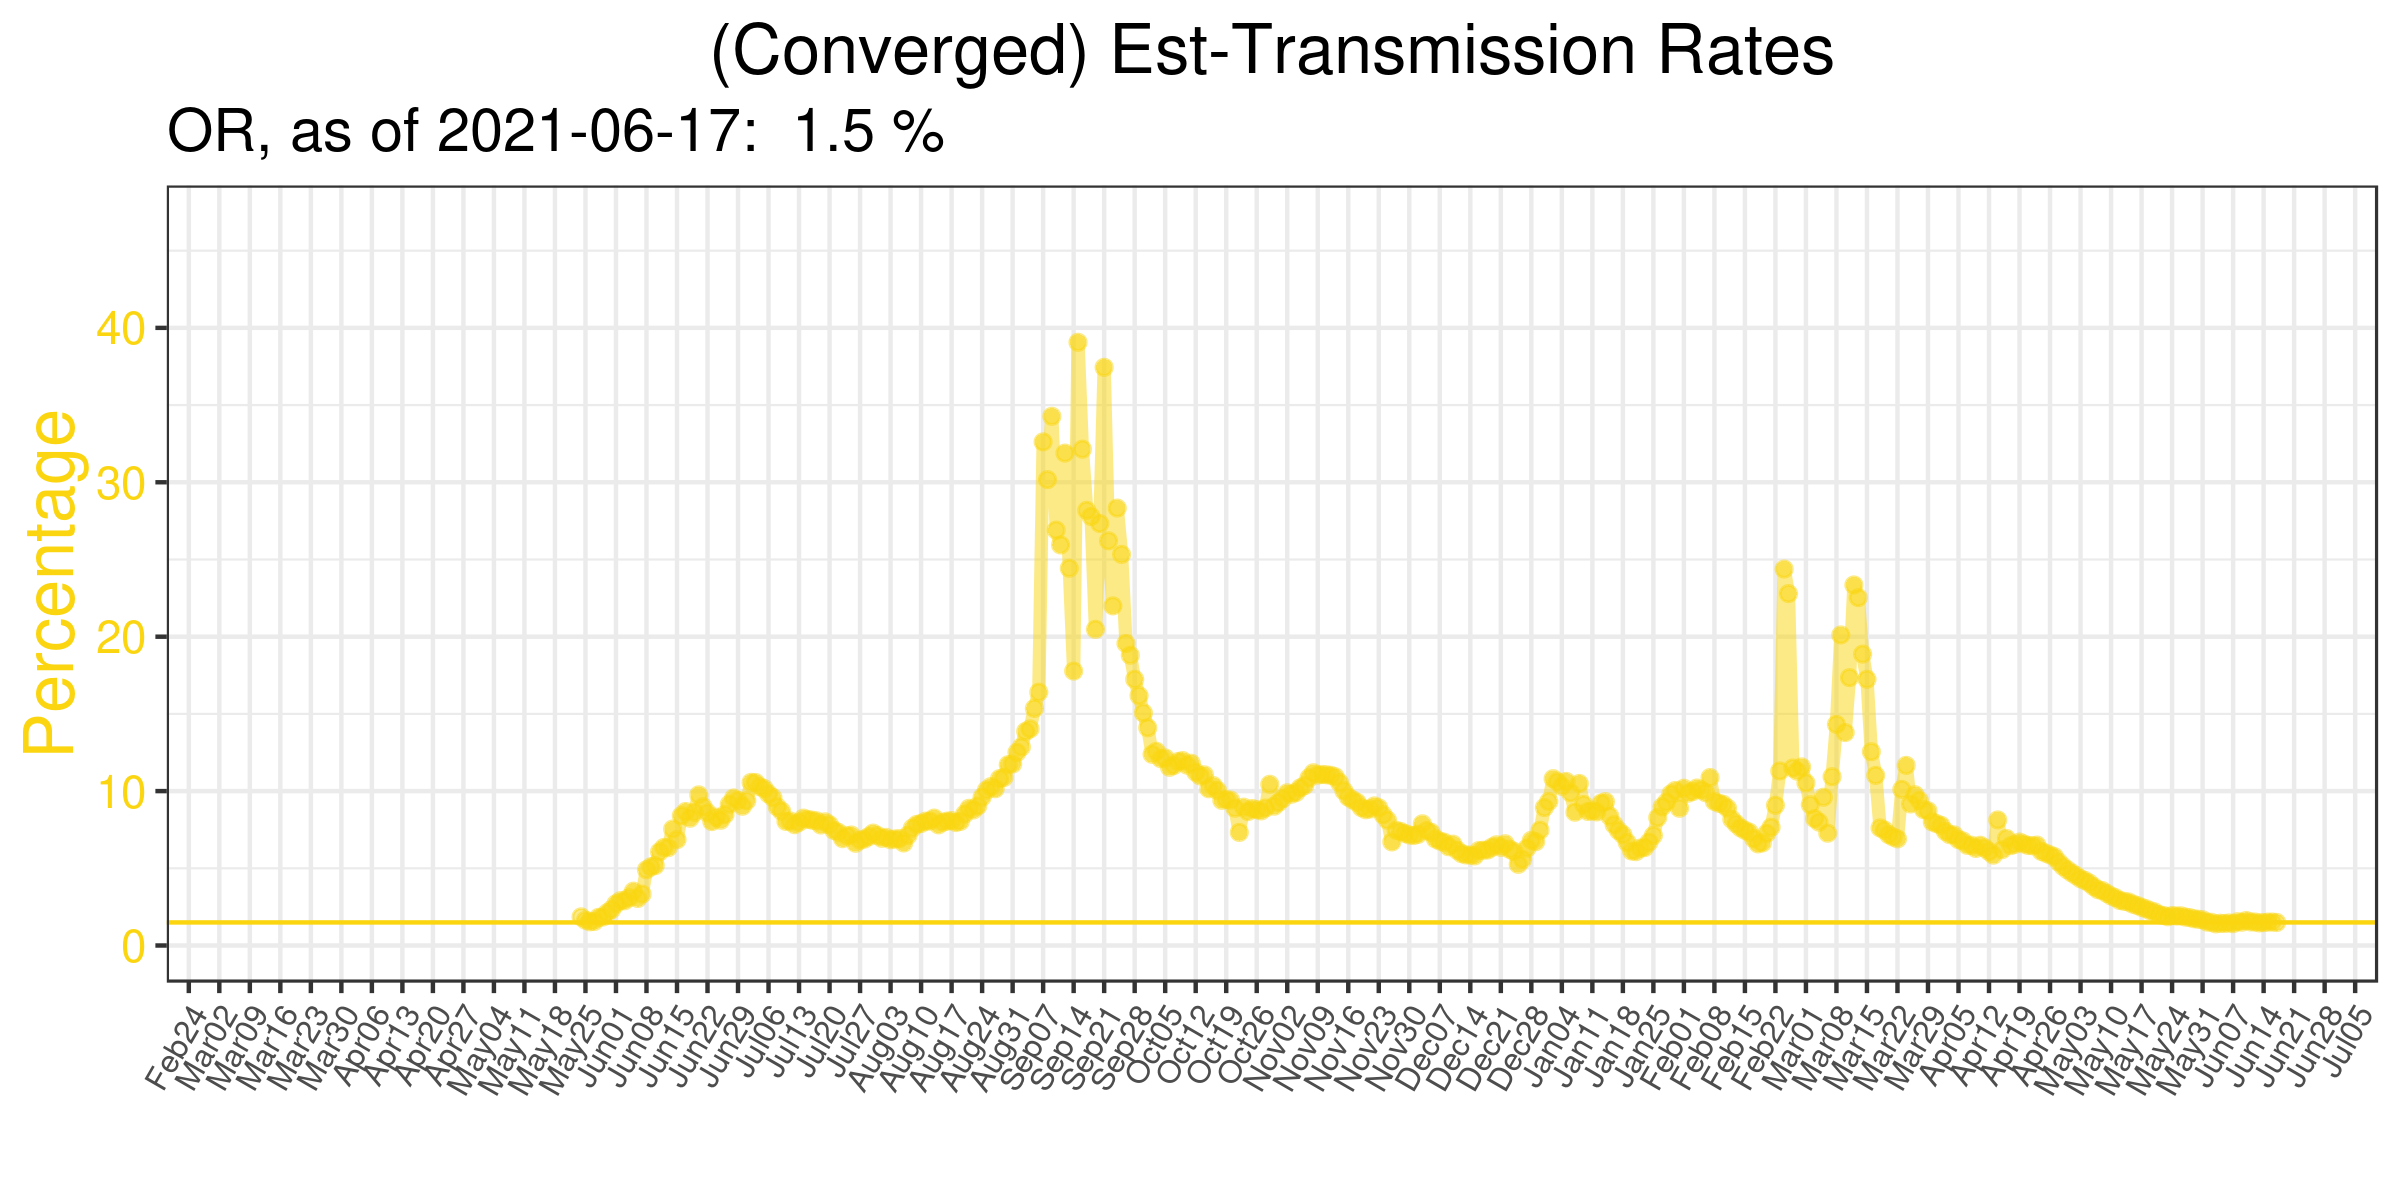 (Converged) Est-Transmission Rates
OR, as of 2021-06-17:  1.5 %
Percentage
40
30
20
10
0
Feb24
Mar02
Mar09
Mar16
Mar23
Mar30
Apr06
Apr13
Apr20
Apr27
May04
May11
May18
May25
Jun01
Jun08
Jun15
Jun22
Jun29
Jul06
Jul13
Jul20
Jul27
Aug03
Aug10
Aug17
Aug24
Aug31
Sep07
Sep14
Sep21
Sep28
Oct05
Oct12
Oct19
Oct26
Nov02
Nov09
Nov16
Nov23
Nov30
Dec07
Dec14
Dec21
Dec28
Jan04
Jan11
Jan18
Jan25
Feb01
Feb08
Feb15
Feb22
Mar01
Mar08
Mar15
Mar22
Mar29
Apr05
Apr12
Apr19
Apr26
May03
May10
May17
May24
May31
Jun07
Jun14
Jun21
Jun28
Jul05